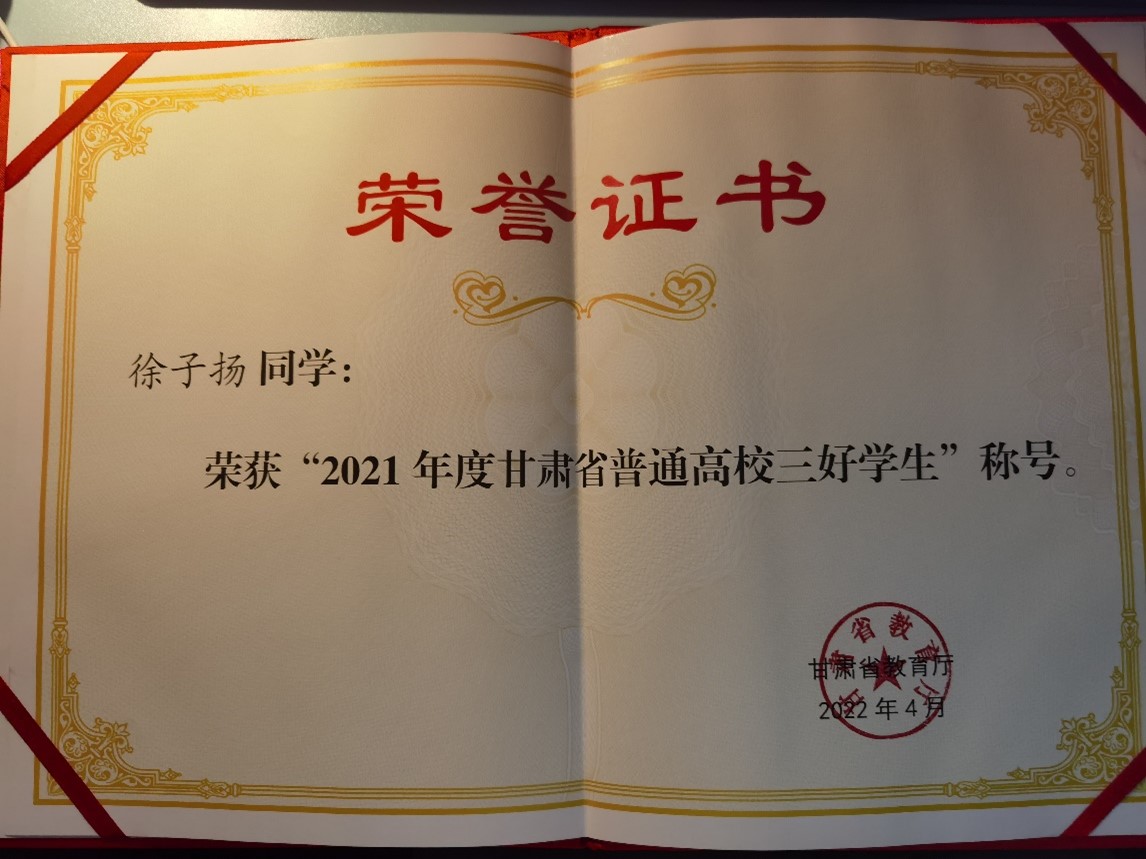 荣誉证书
徐子扬 同学：
荣获“2021 年度甘肃省普通高校三好学生”称号。
甘肃省教育厅
甘肃省教育厅
2022 年 4 月